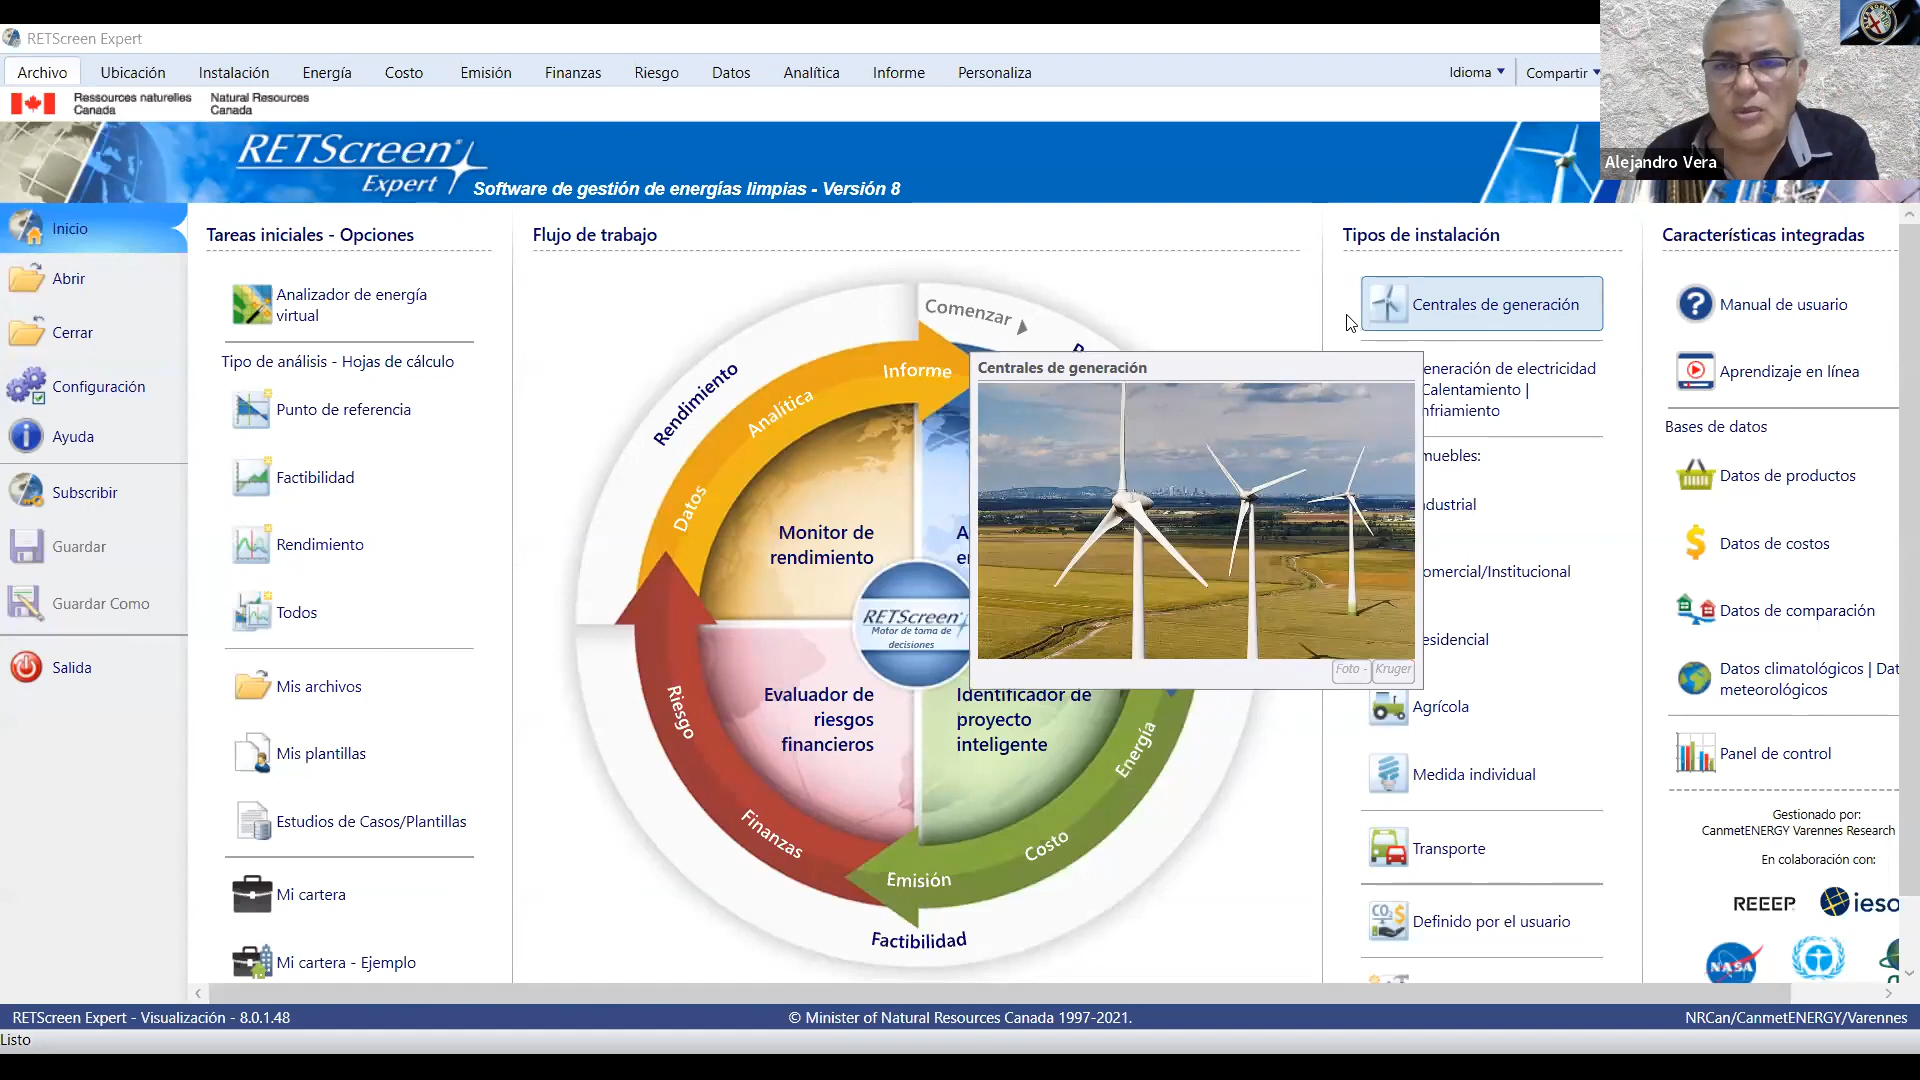 RETScreen Expert
Archivo
Ubicación
Instalación
Energía
Costo
Emisión
Finanzas
Riesgo
Datos
Analítica
Informe
Personaliza
Idioma
Compartir
Ressources naturelles
Canada
Natural Resources
Canada
RETScreen
Expert
Software de gestión de energías limpias - Versión 8
Alejandro Vera
Inicio
Abrir
Cerrar
Configuración
Ayuda
Subscribir
Guardar
Guardar Como
Salida
Tareas iniciales - Opciones
Analizador de energía
virtual
Tipo de análisis - Hojas de cálculo
Punto de referencia
Factibilidad
Rendimiento
Todos
Mis archivos
Mis plantillas
Estudios de Casos/Plantillas
Mi cartera
Mi cartera - Ejemplo
Flujo de trabajo
Comenzar
Rendimiento
Informe
Analítica
Datos
Monitor de
rendimiento
RETScreen
Motor de toma de
decisiones
Evaluador de
riesgos
financieros
Identificador de
proyecto
inteligente
Riesgo
Finanzas
Emisión
Costo
Energía
Factibilidad
Centrales de generación
Foto - Kruger
Tipos de instalación
Centrales de generación
eneración de electricidad
Calentamiento |
nfriamiento
muebles:
ndustrial
omercial/Institucional
esidencial
Agrícola
Medida individual
Transporte
CO2 $
Definido por el usuario
Características integradas
Manual de usuario
Aprendizaje en línea
Bases de datos
Datos de productos
Datos de costos
Datos de comparación
Datos climatológicos | Dat
meteorológicos
Panel de control
Gestionado por:
CanmetENERGY Varennes Research
En colaboración con:
REEEP
ieso
NASA
RETScreen Expert - Visualización - 8.0.1.48
© Minister of Natural Resources Canada 1997-2021.
NRCan/CanmetENERGY/Varennes
Listo